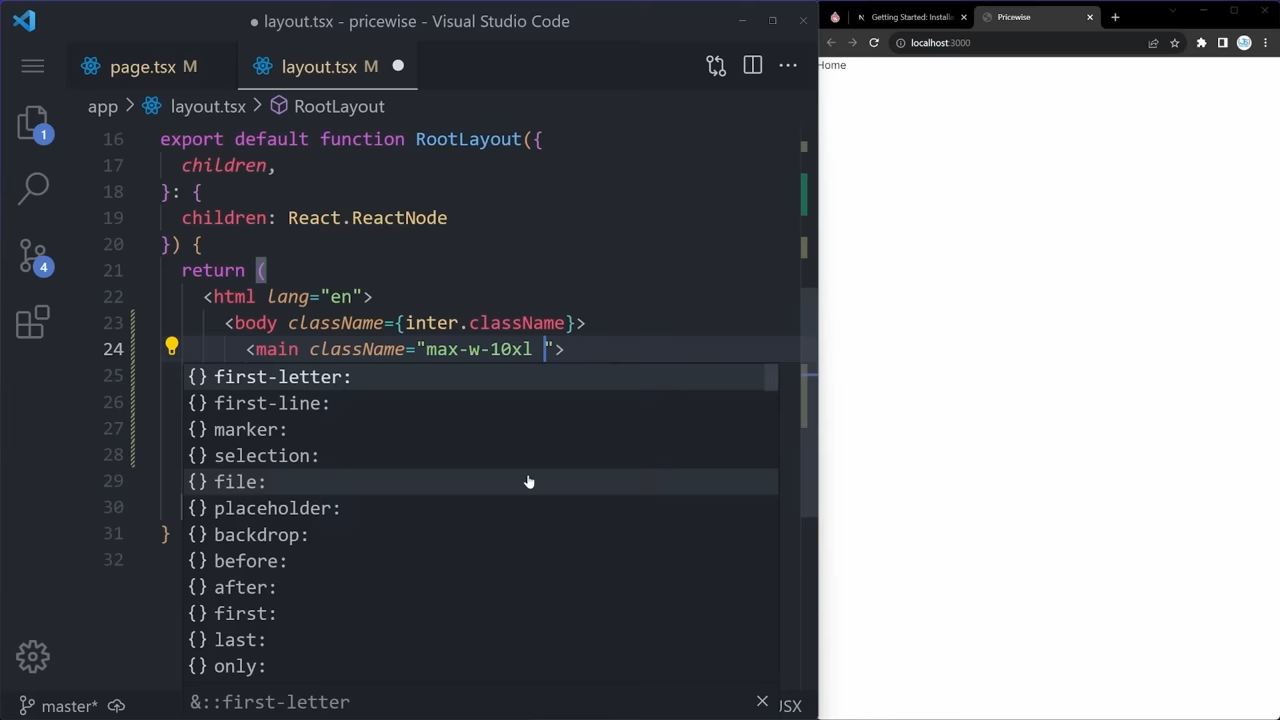 layout.tsx - pricewise - Visual Studio Code
page.tsx M
layout.tsx M
app > layout.tsx > RootLayout
16 export default function RootLayout({
17 children,
18 }: {
19 children: React.ReactNode
20 }) {
21 return (
22 <html lang="en">
23 <body className={inter.className}>
24 <main className="max-w-10xl ">
25 {} first-letter:
26 {} first-line:
27 {} marker:
28 {} selection:
29 {} file:
30 {} placeholder:
31 } {} backdrop:
32 {} before:
{} after:
{} first:
{} last:
{} only:
&::first-letter
1
4
master*
JSX
Getting Started: Install
Pricewise
localhost:3000
Home